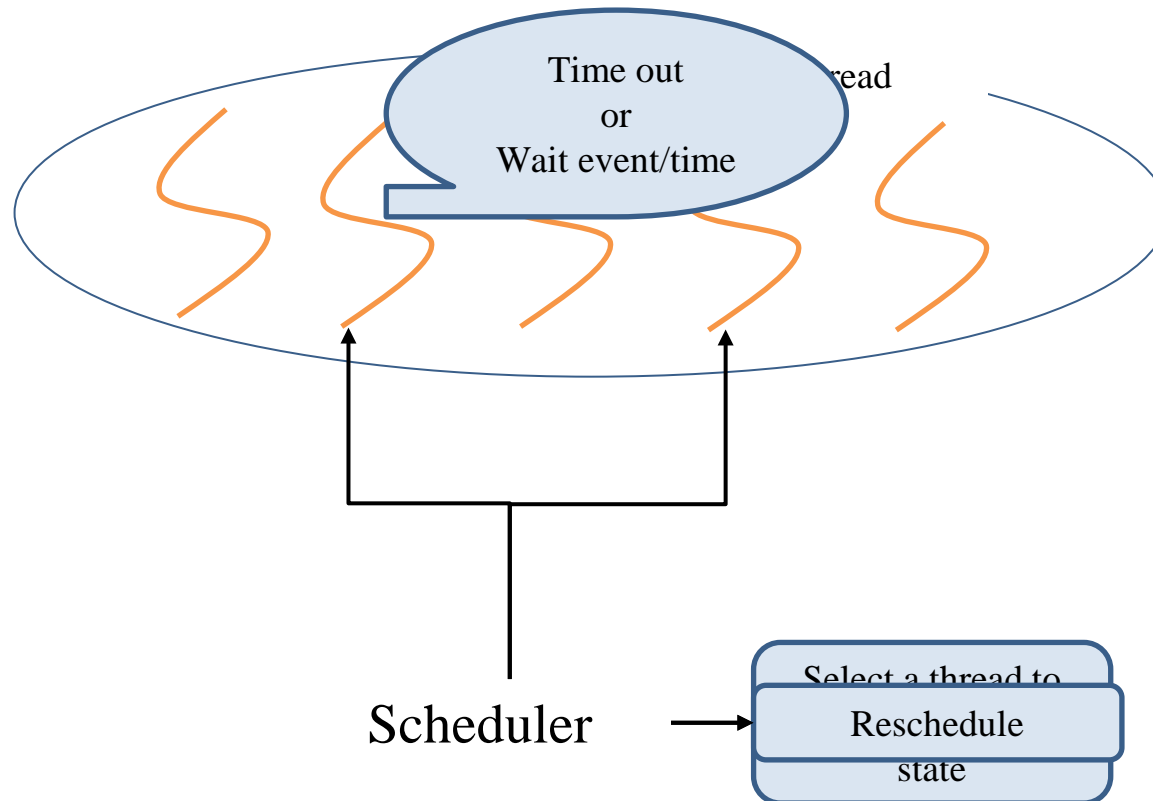 Time out
or
Wait event/time
read
Scheduler
Select a thread to
Reschedule
state